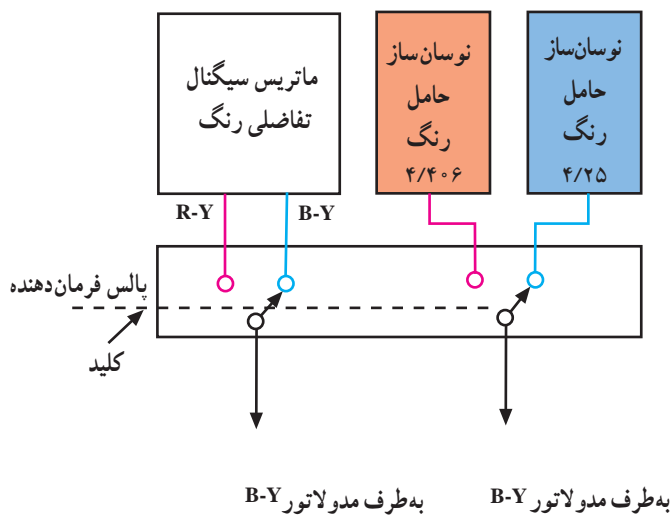 ماتریس سیگنال
تفاضلی رنگ
نوسان‌ساز
حامل
رنگ
۴/۴۰۶
نوسان‌ساز
حامل
رنگ
۴/۲۵
R-Y
B-Y
پالس فرمان‌دهنده
کلید
به‌طرف مدولاتور B-Y
به‌طرف مدولاتور B-Y